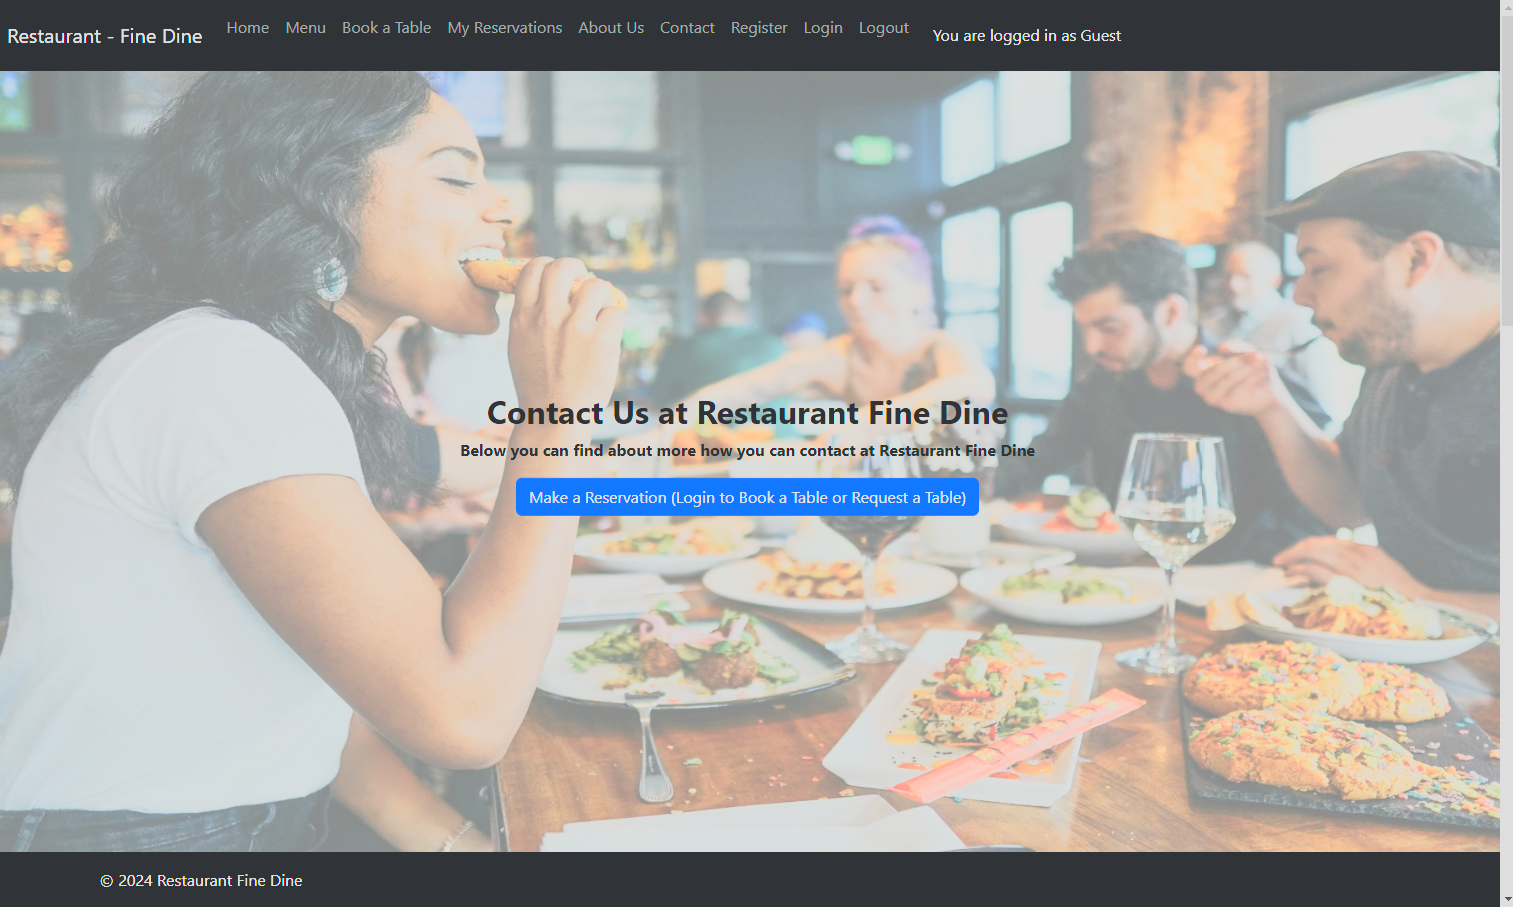 Restaurant - Fine Dine
Home Menu Book a Table My Reservations About Us Contact Register Login Logout
You are logged in as Guest
Contact Us at Restaurant Fine Dine
Below you can find about more how you can contact at Restaurant Fine Dine
Make a Reservation (Login to Book a Table or Request a Table)
© 2024 Restaurant Fine Dine